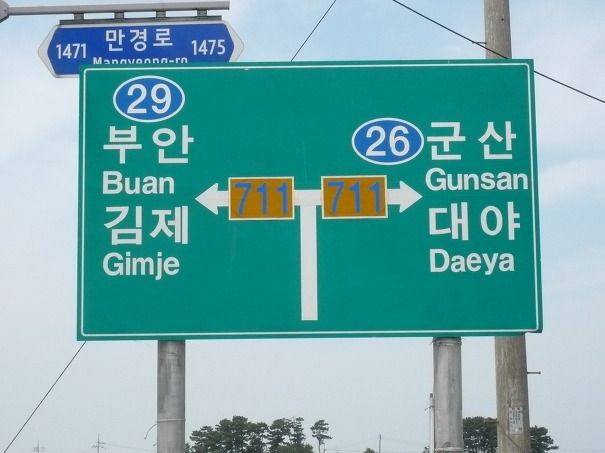 1471 만경로 1475
Mangyeong-ro
29
부안
Buan
김제
Gimje
711 711
26
군산
Gunsan
대야
Daeya